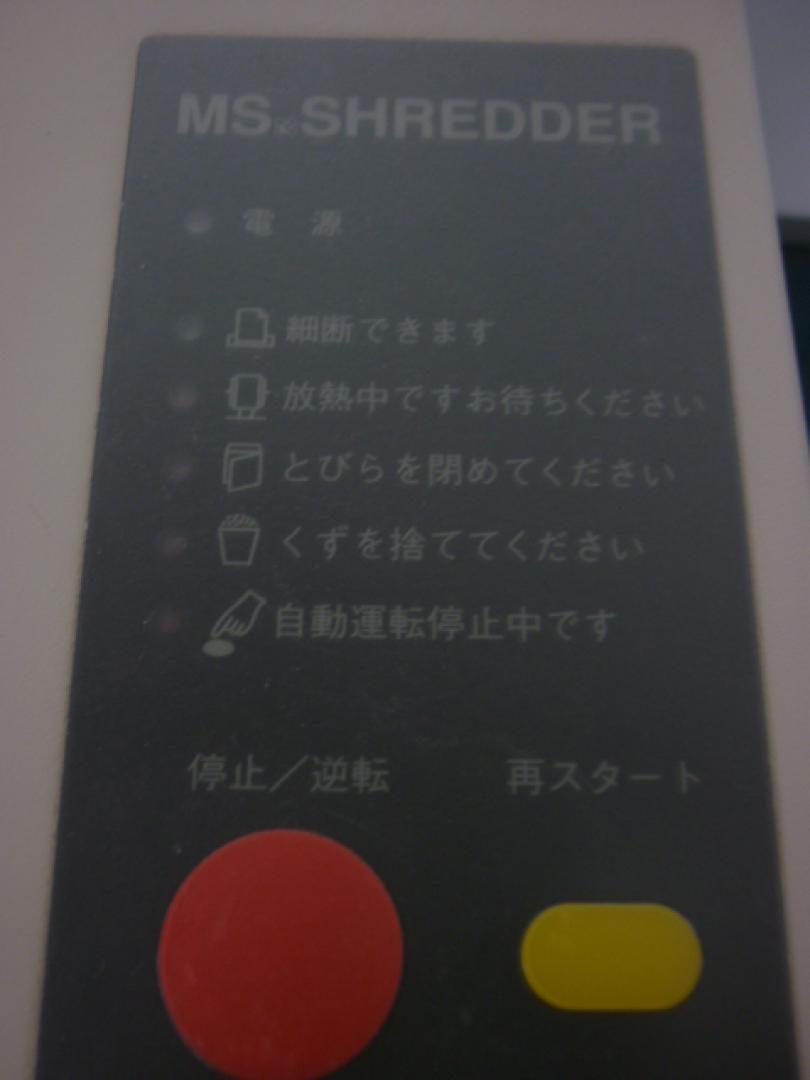 MS SHREDDER
電 源
細断できます
放熱中ですお待ちください
とびらを閉めてください
くずを捨ててください
自動運転停止中です
停止／逆転 再スタート